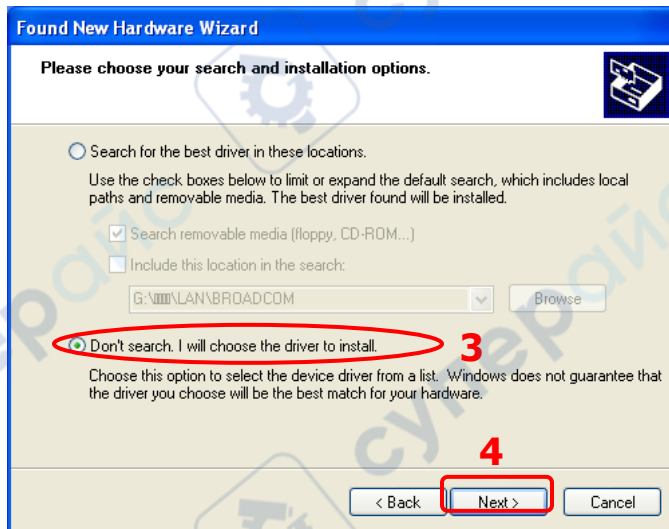 Found New Hardware Wizard
Please choose your search and installation options.
Search for the best driver in these locations.
Use the check boxes below to limit or expand the default search, which includes local
paths and removable media. The best driver found will be installed.
Search removable media (floppy, CD-ROM...)
Include this location in the search:
\LAN\BROADCOM
Browse
Don't search. I will choose the driver to install.
3
Choose this option to select the device driver from a list. Windows does not guarantee that
the driver you choose will be the best match for your hardware.
4
< Back
Next >
Cancel